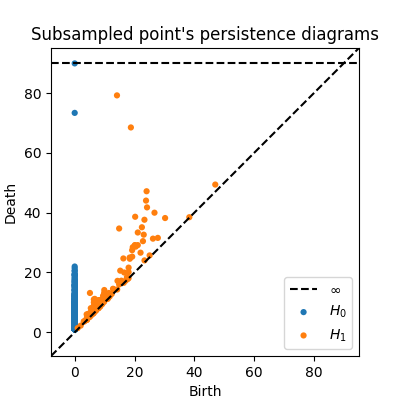 Subsampled point's persistence diagrams
Death
80
60
40
20
0
∞
H₀
H₁
0 20 40 60 80
Birth